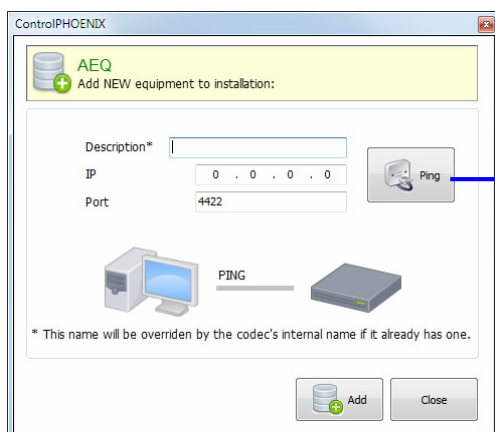 ControlPHOENIX
AEQ
Add NEW equipment to installation:
Description*
IP 0 . 0 . 0 . 0
Ping
Port 4422
PING
* This name will be overriden by the codec's internal name if it already has one.
Add Close